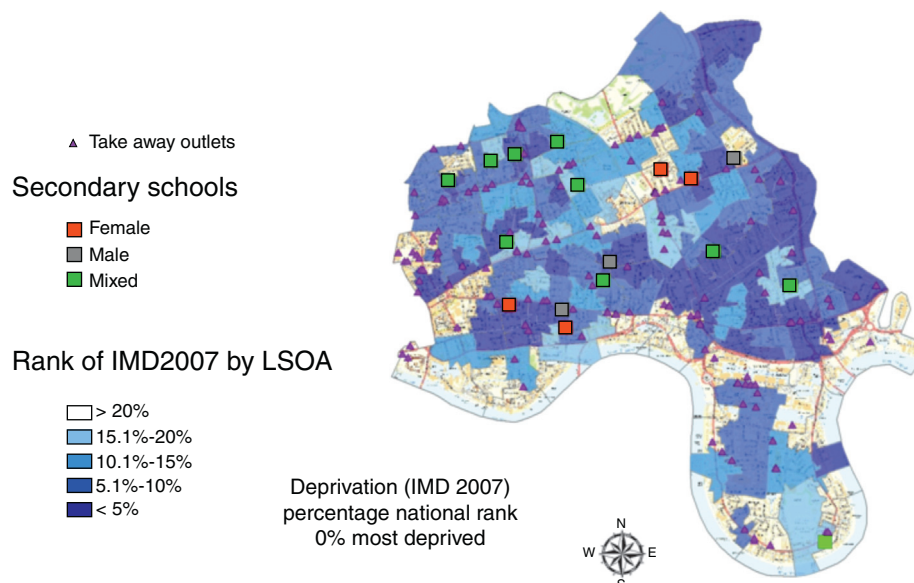 Take away outlets
Secondary schools
Female
Male
Mixed
Rank of IMD2007 by LSOA
> 20%
15.1%-20%
10.1%-15%
5.1%-10%
< 5%
Deprivation (IMD 2007)
percentage national rank
0% most deprived
N
W E
S